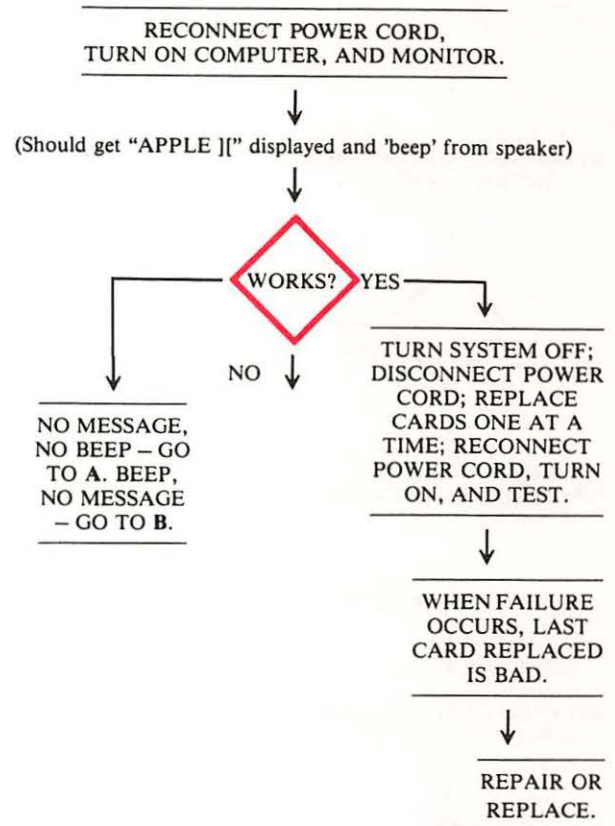 RECONNECT POWER CORD,
TURN ON COMPUTER, AND MONITOR.
(Should get “APPLE ][” displayed and 'beep' from speaker)
WORKS?
YES
NO
NO MESSAGE,
NO BEEP – GO
TO A. BEEP,
NO MESSAGE
– GO TO B.
TURN SYSTEM OFF;
DISCONNECT POWER
CORD; REPLACE
CARDS ONE AT A
TIME; RECONNECT
POWER CORD, TURN
ON, AND TEST.
WHEN FAILURE
OCCURS, LAST
CARD REPLACED
IS BAD.
REPAIR OR
REPLACE.